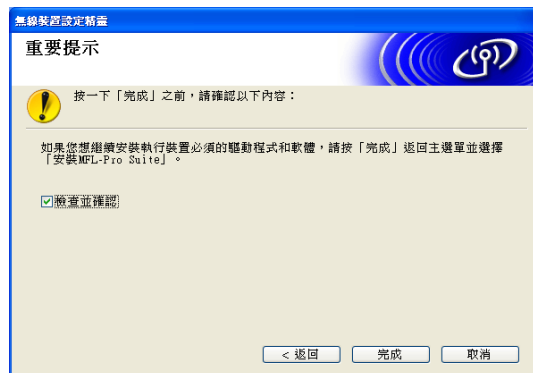 無線裝置設定精靈
重要提示
按一下「完成」之前，請確認以下內容：
如果您想繼續安裝執行裝置必須的驅動程式和軟體，請按「完成」返回主選單並選擇
「安裝MFL-Pro Suite」。
檢查並確認
< 返回 完成 取消